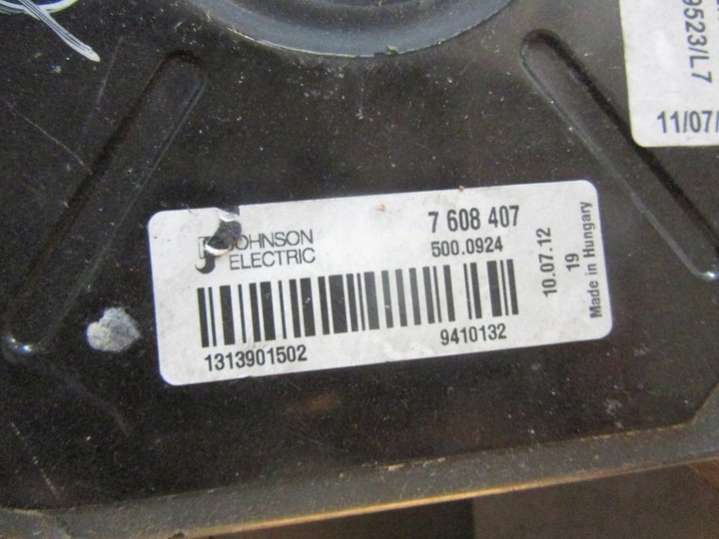 9523/L7
11/07/
JOHNSON
ELECTRIC
7 608 407
500.0924
1313901502
9410132
10.07.12
19
Made in Hungary